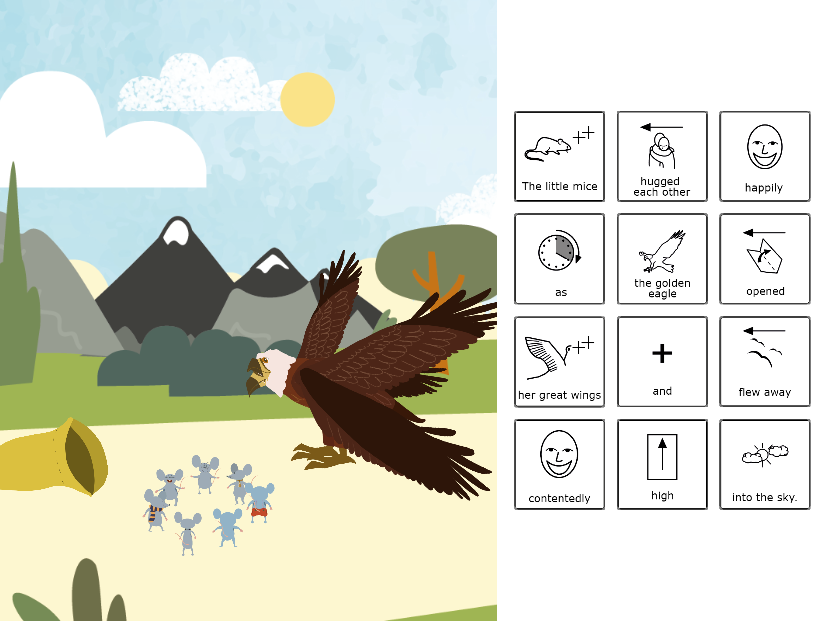 The little mice
hugged
each other
happily
as
the golden
eagle
opened
her great wings
and
flew away
contentedly
high
into the sky.